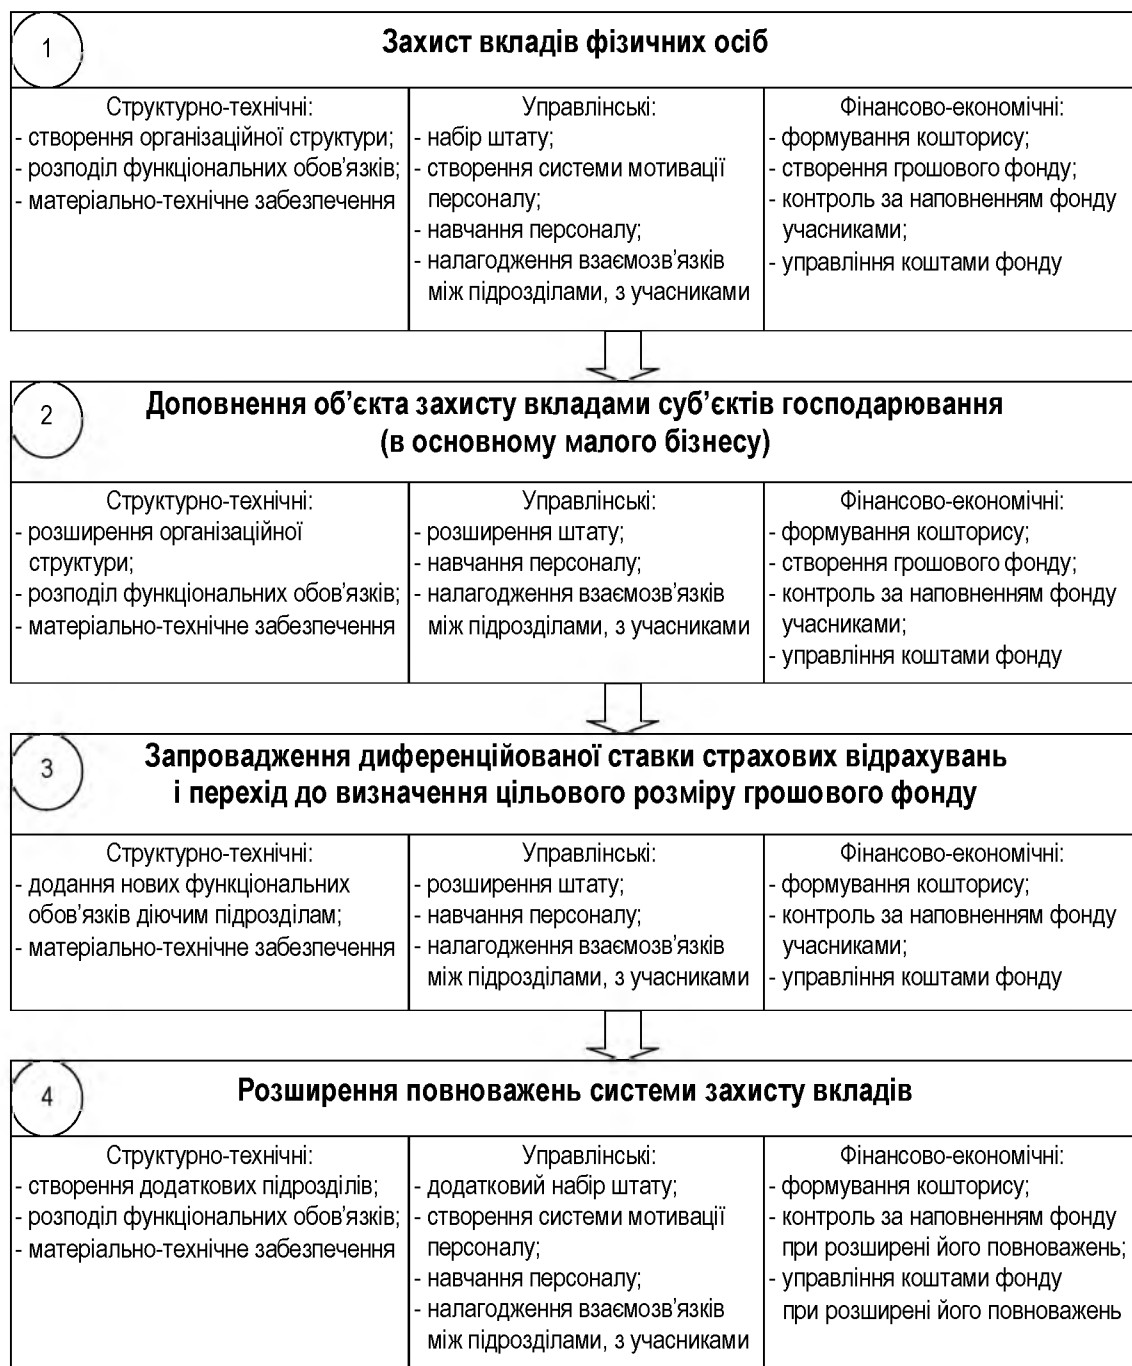 1
Захист вкладів фізичних осіб
Структурно-технічні:
- створення організаційної структури;
- розподіл функціональних обов’язків;
- матеріально-технічне забезпечення
Управлінські:
- набір штату;
- створення системи мотивації
персоналу;
- навчання персоналу;
- налагодження взаємозв’язків
між підрозділами, з учасниками
Фінансово-економічні:
- формування кошторису;
- створення грошового фонду;
- контроль за наповненням фонду
учасниками;
- управління коштами фонду
2
Доповнення об’єкта захисту вкладами суб’єктів господарювання
(в основному малого бізнесу)
Структурно-технічні:
- розширення організаційної
структури;
- розподіл функціональних обов’язків;
- матеріально-технічне забезпечення
Управлінські:
- розширення штату;
- навчання персоналу;
- налагодження взаємозв’язків
між підрозділами, з учасниками
Фінансово-економічні:
- формування кошторису;
- створення грошового фонду;
- контроль за наповненням фонду
учасниками;
- управління коштами фонду
3
Запровадження диференційованої ставки страхових відрахувань
і перехід до визначення цільового розміру грошового фонду
Структурно-технічні:
- додання нових функціональних
обов’язків діючим підрозділам;
- матеріально-технічне забезпечення
Управлінські:
- розширення штату;
- навчання персоналу;
- налагодження взаємозв’язків
між підрозділами, з учасниками
Фінансово-економічні:
- формування кошторису;
- контроль за наповненням фонду
учасниками;
- управління коштами фонду
4
Розширення повноважень системи захисту вкладів
Структурно-технічні:
- створення додаткових підрозділів;
- розподіл функціональних обов’язків;
- матеріально-технічне забезпечення
Управлінські:
- додатковий набір штату;
- створення системи мотивації
персоналу;
- навчання персоналу;
- налагодження взаємозв’язків
між підрозділами, з учасниками
Фінансово-економічні:
- формування кошторису;
- контроль за наповненням фонду
при розширені його повноважень;
- управління коштами фонду
при розширені його повноважень